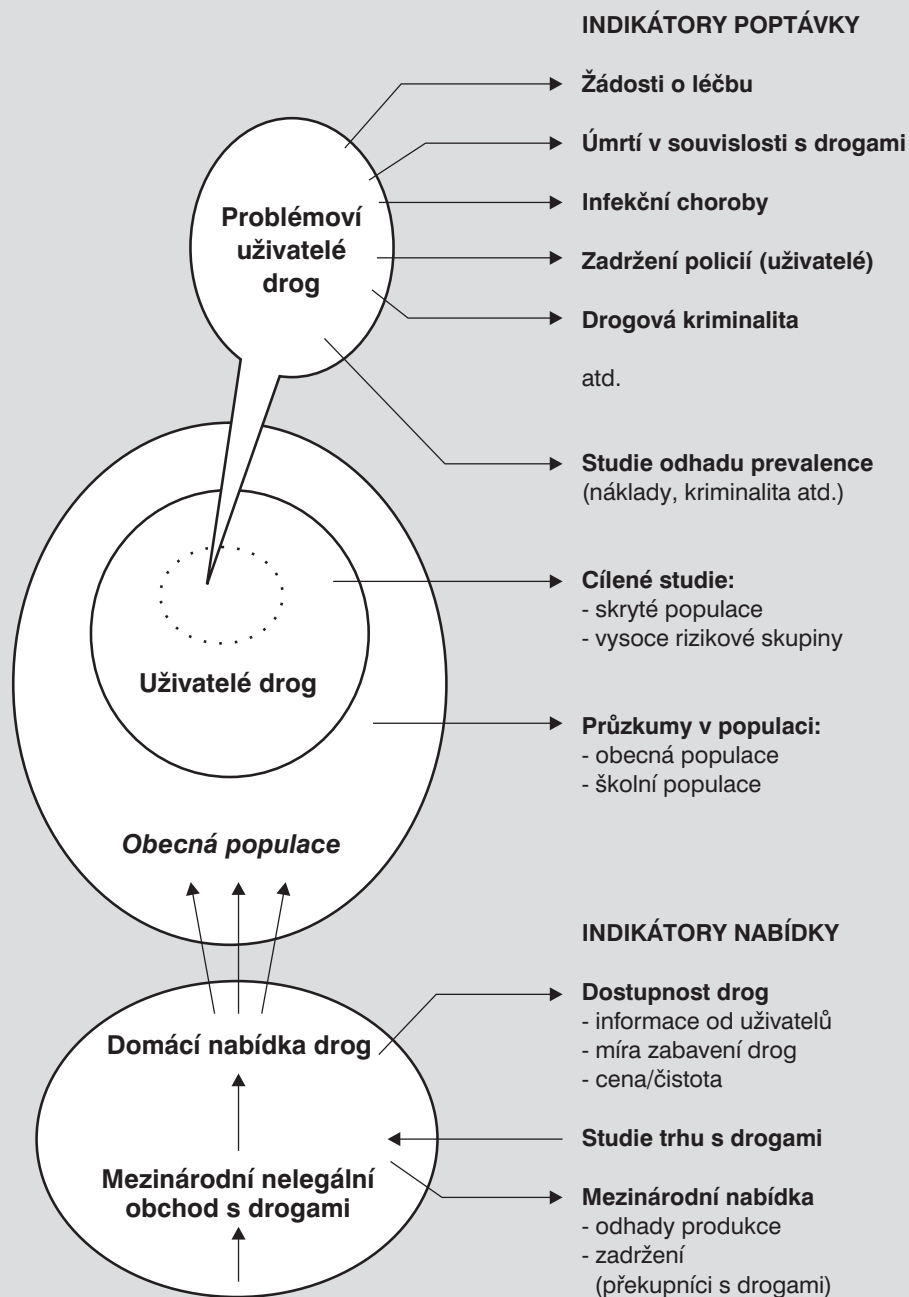 INDIKÁTORY POPTÁVKY
Žádosti o léčbu
Úmrtí v souvislosti s drogami
Infekční choroby
Zadržení policií (uživatelé)
Drogová kriminalita
atd.
Studie odhadu prevalence
(náklady, kriminalita atd.)
Cílené studie:
- skryté populace
- vysoce rizikové skupiny
Průzkumy v populaci:
- obecná populace
- školní populace
Problémoví
uživatelé
drog
Uživatelé drog
Obecná populace
INDIKÁTORY NABÍDKY
Dostupnost drog
- informace od uživatelů
- míra zabavení drog
- cena/čistota
Studie trhu s drogami
Mezinárodní nabídka
- odhady produkce
- zadržení
(překupníci s drogami)
Domácí nabídka drog
Mezinárodní nelegální
obchod s drogami